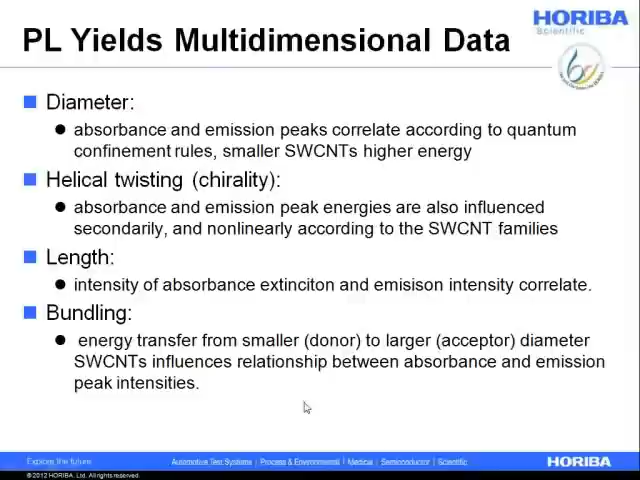 PL Yields Multidimensional Data
HORIBA
Scientific
Diameter:
absorbance and emission peaks correlate according to quantum
confinement rules, smaller SWCNTs higher energy
Helical twisting (chirality):
absorbance and emission peak energies are also influenced
secondarily, and nonlinearly according to the SWCNT families
Length:
intensity of absorbance extinciton and emisison intensity correlate.
Bundling:
energy transfer from smaller (donor) to larger (acceptor) diameter
SWCNTs influences relationship between absorbance and emission
peak intensities.
Explore the future
Automotive Test Systems | Process & Environmental | Medical | Semiconductor | Scientific
HORIBA
© 2012 HORIBA, Ltd. All rights reserved.